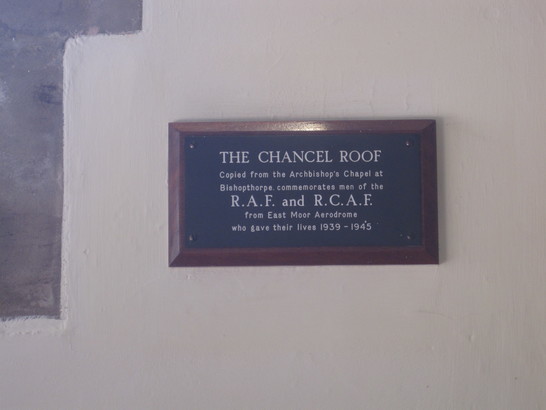 THE CHANCEL ROOF
Copied from the Archbishop's Chapel at
Bishopthorpe commemorates men of the
R.A.F. and R.C.A.F.
from East Moor Aerodrome
who gave their lives 1939 - 1945